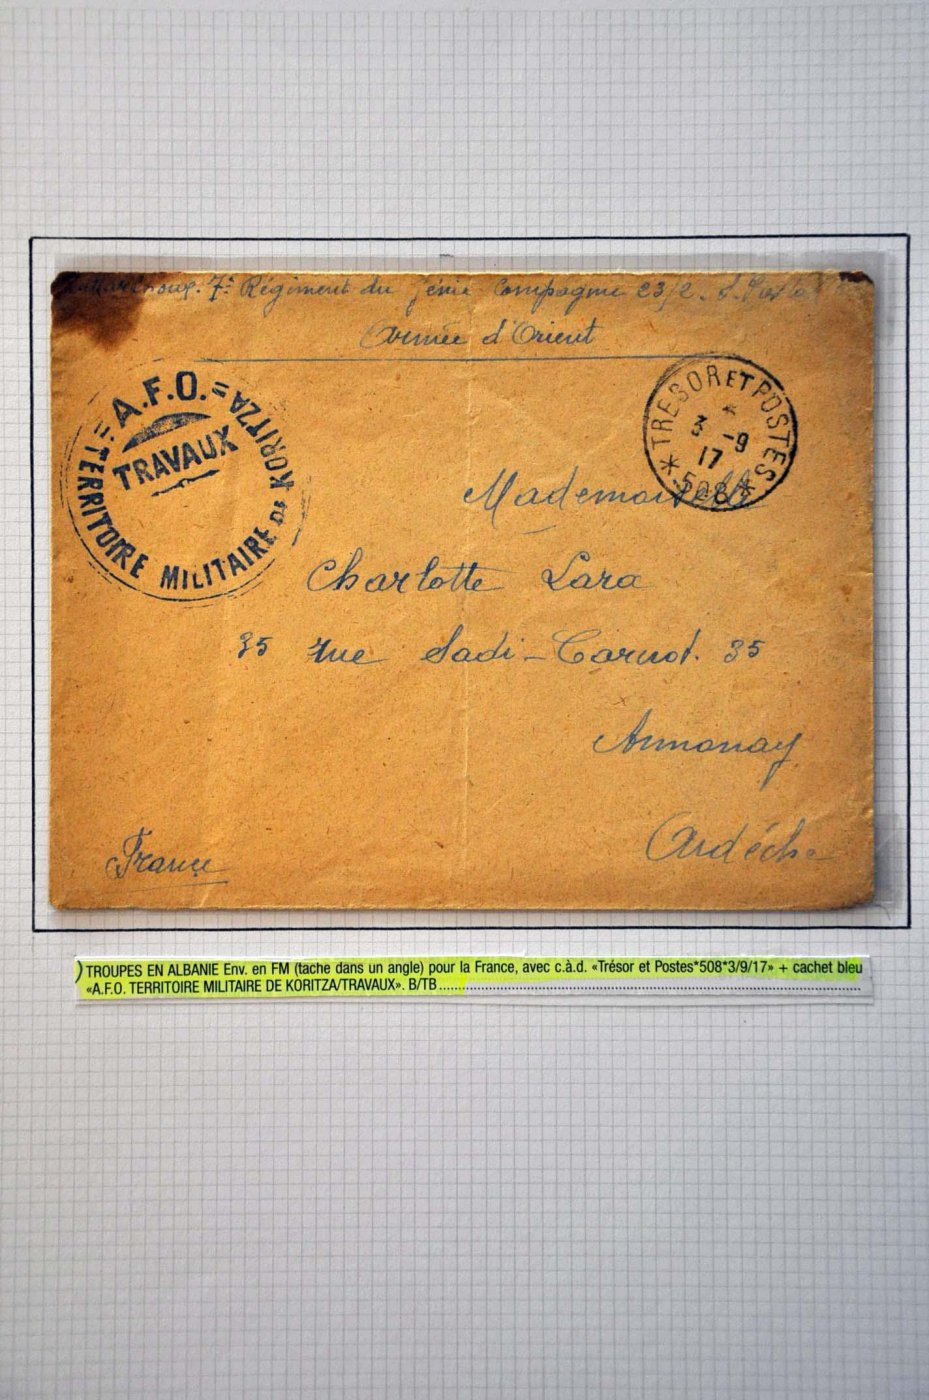 7e Régiment du Génie Compagnie 23/2.
Armée d'Orient
= A.F.O. =
TRAVAUX
TERRITOIRE MILITAIRE DE KORITZA
TRESOR ET POSTES
*
3 -9
17
* 508 *
Mademoiselle
Charlotte Lara
35 rue Sadi-Carnot. 35
Annonay
Ardèche
France
) TROUPES EN ALBANIE Env. en FM (tache dans un angle) pour la France, avec c.à.d. «Trésor et Postes*508*3/9/17» + cachet bleu
«A.F.O. TERRITOIRE MILITAIRE DE KORITZA/TRAVAUX». B/TB